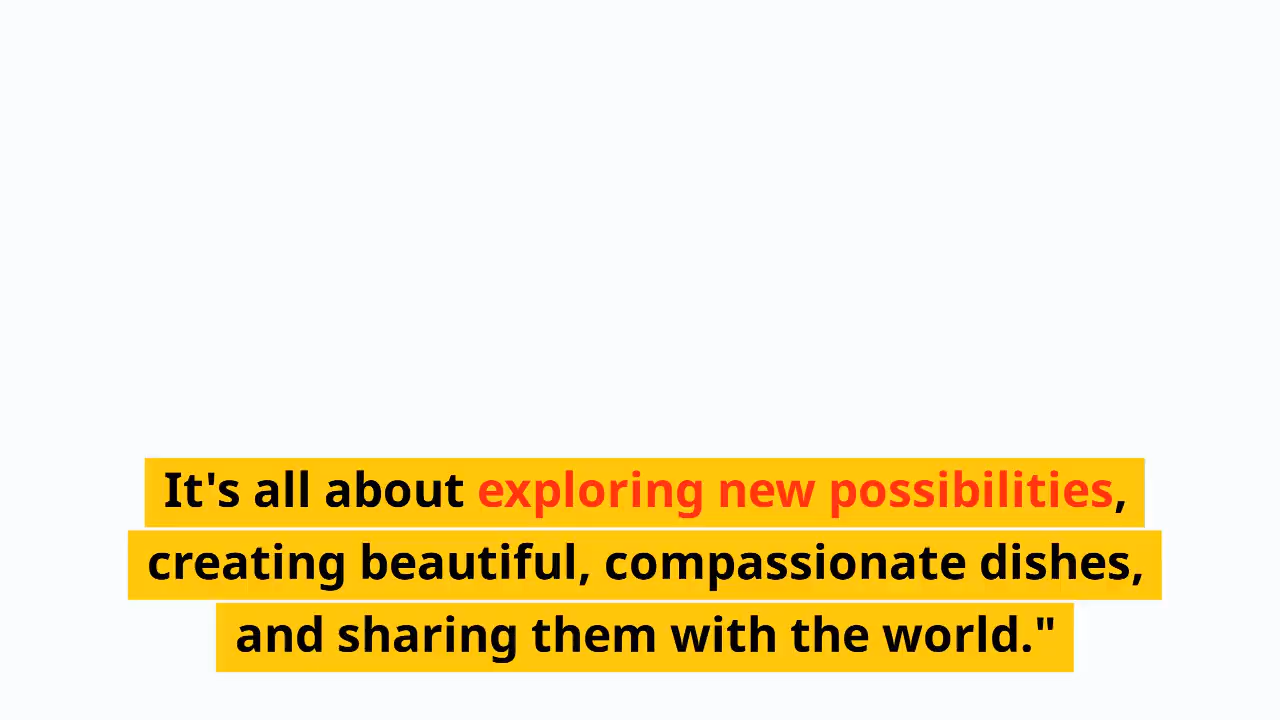 It's all about exploring new possibilities,
creating beautiful, compassionate dishes,
and sharing them with the world."